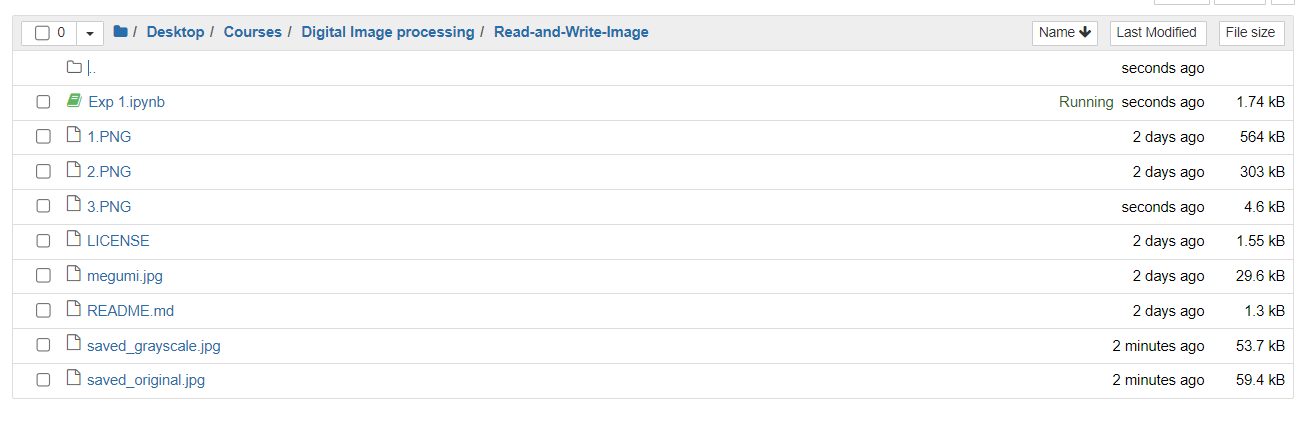 0 / Desktop / Courses / Digital Image processing / Read-and-Write-Image Name Last Modified File size
.. seconds ago
Exp 1.ipynb Running seconds ago 1.74 kB
1.PNG 2 days ago 564 kB
2.PNG 2 days ago 303 kB
3.PNG seconds ago 4.6 kB
LICENSE 2 days ago 1.55 kB
megumi.jpg 2 days ago 29.6 kB
README.md 2 days ago 1.3 kB
saved_grayscale.jpg 2 minutes ago 53.7 kB
saved_original.jpg 2 minutes ago 59.4 kB